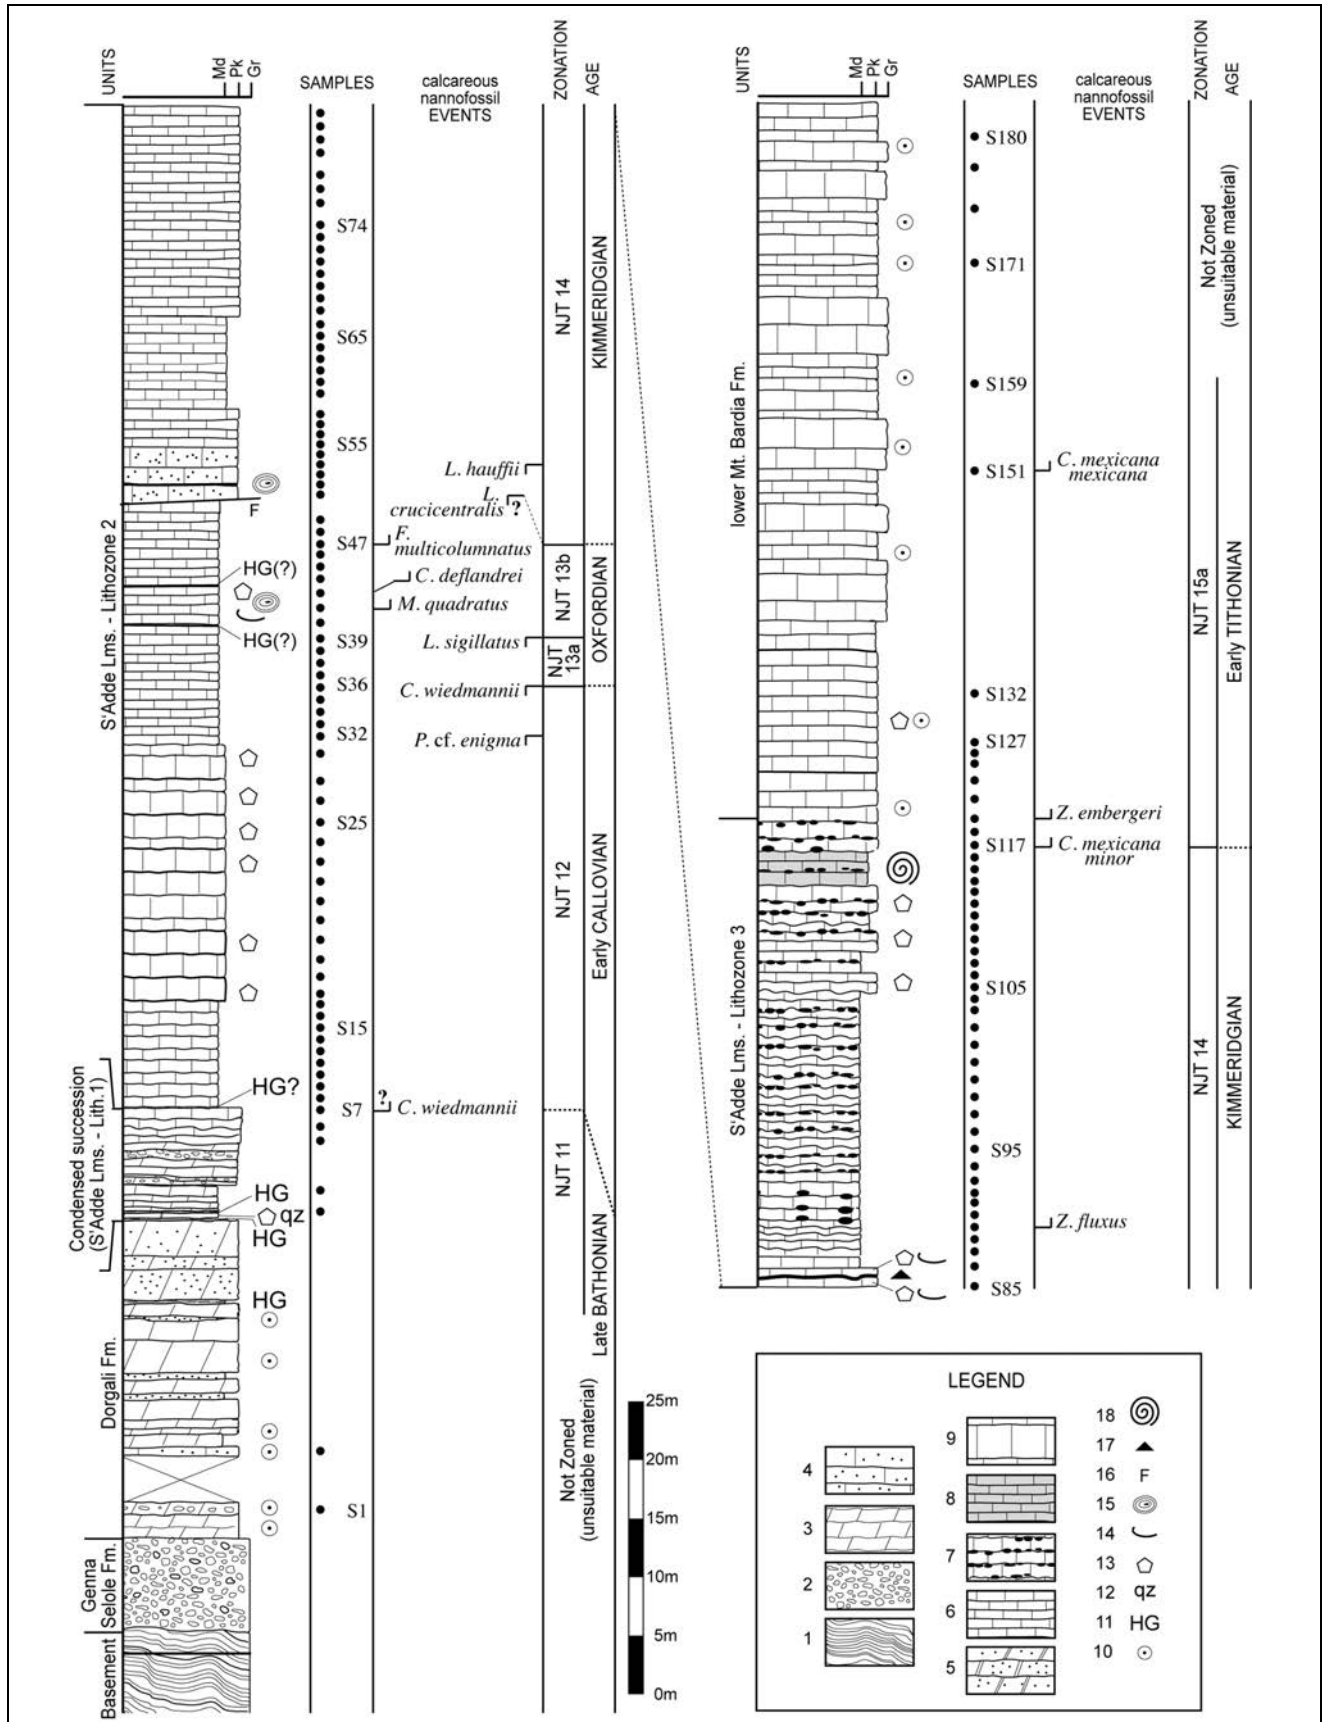 UNITS
Md
Pk
Gr
SAMPLES
calcareous
nannofossil
EVENTS
ZONATION
AGE
S'Adde Lms. - Lithozone 2
Condensed succession
(S'Adde Lms. - Lith.1)
Dorgali Fm.
Genna
Selole Fm.
Basement
F
HG(?)
HG(?)
HG?
HG
qz
HG
HG
S74
S65
S55
S47
S39
S36
S32
S25
S15
S7
S1
L. hauffii
L.
crucicentralis ?
F.
multicolumnatus
C. deflandrei
M. quadratus
L. sigillatus
C. wiedmannii
P. cf. enigma
?
C. wiedmannii
NJT 14
NJT 13b
NJT
13a
NJT 12
NJT 11
KIMMERIDGIAN
OXFORDIAN
Early CALLOVIAN
Late BATHONIAN
Not Zoned
(unsuitable material)
25m
20m
15m
10m
5m
0m
UNITS
Md
Pk
Gr
SAMPLES
calcareous
nannofossil
EVENTS
ZONATION
AGE
lower Mt. Bardia Fm.
S'Adde Lms. - Lithozone 3
S180
S171
S159
S151
S132
S127
S117
S105
S95
S85
C. mexicana
mexicana
Z. embergeri
C. mexicana
minor
Z. fluxus
Not Zoned
(unsuitable material)
NJT 15a
NJT 14
Early TITHONIAN
KIMMERIDGIAN
LEGEND
4
3
2
1
9
8
7
6
5
18
17
16 F
15
14
13
12 qz
11 HG
10